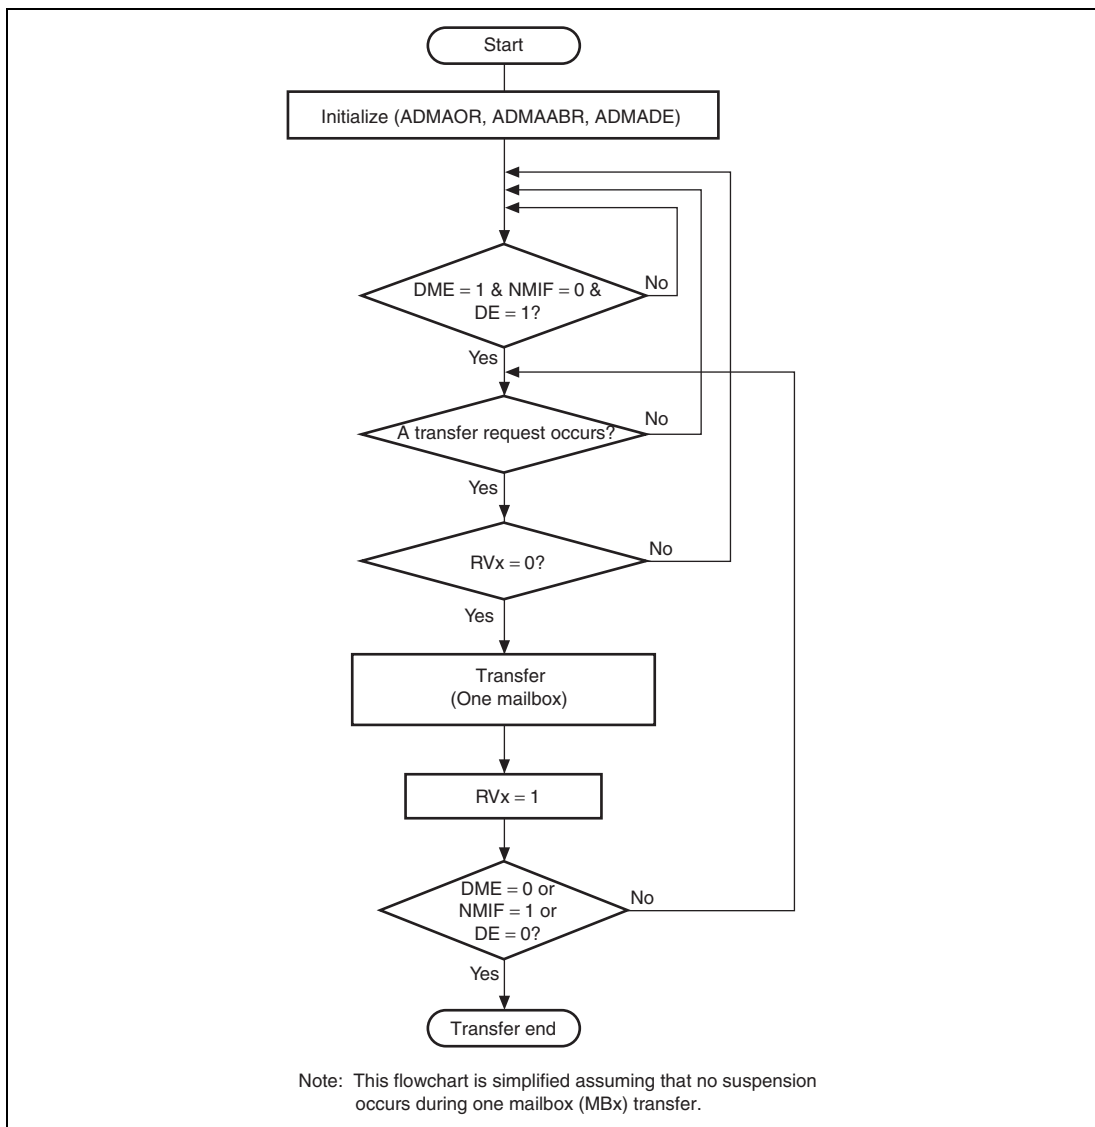 Start
Initialize (ADMAOR, ADMAABR, ADMADE)
DME = 1 & NMIF = 0 &
DE = 1?
No
Yes
A transfer request occurs?
No
Yes
RVx = 0?
No
Yes
Transfer
(One mailbox)
RVx = 1
DME = 0 or
NMIF = 1 or
DE = 0?
No
Yes
Transfer end
Note: This flowchart is simplified assuming that no suspension
occurs during one mailbox (MBx) transfer.